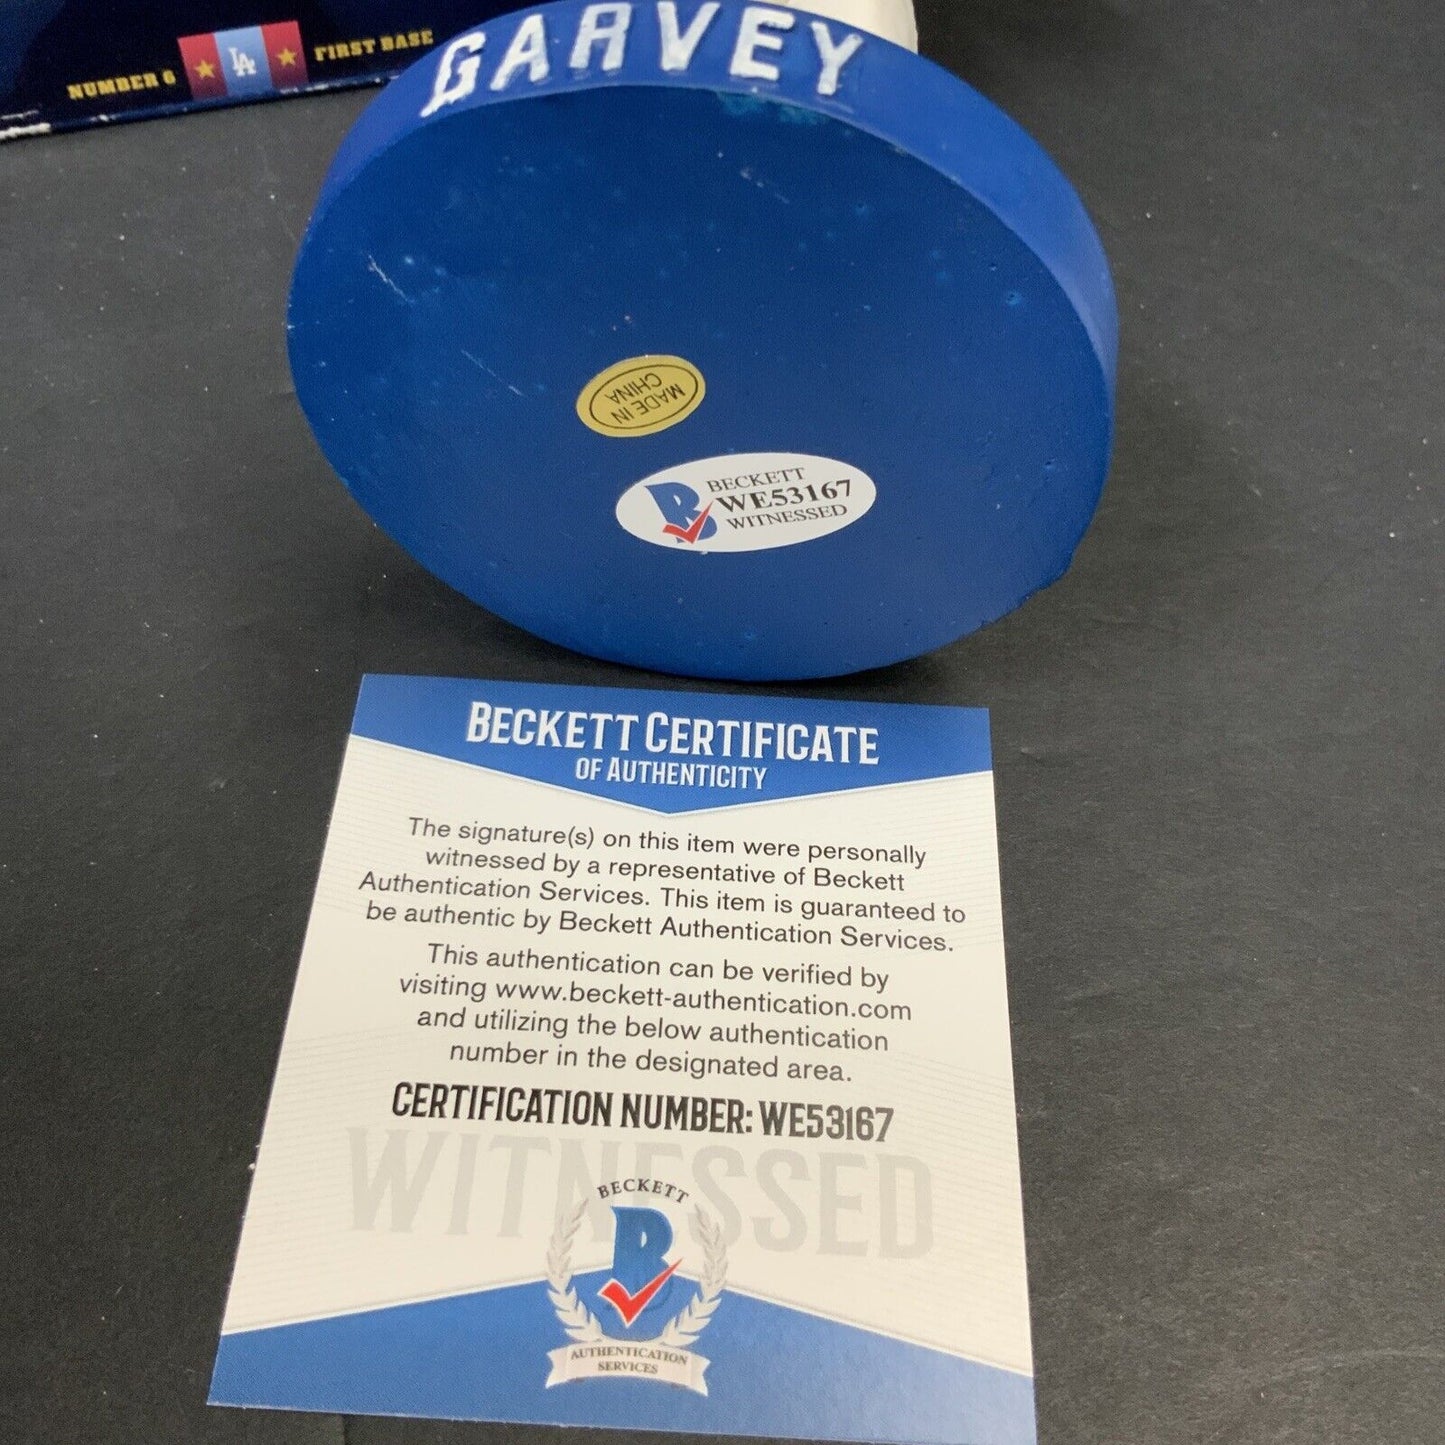 NUMBER 6 ★ LA ★ FIRST BASE
GARVEY
MADE IN
CHINA
BECKETT
WE53167
WITNESSED
BECKETT CERTIFICATE
OF AUTHENTICITY
The signature(s) on this item were personally
witnessed by a representative of Beckett
Authentication Services. This item is guaranteed to
be authentic by Beckett Authentication Services.
This authentication can be verified by
visiting www.beckett-authentication.com
and utilizing the below authentication
number in the designated area.
CERTIFICATION NUMBER: WE53167
WITNESSED
BECKETT
B
AUTHENTICATION
SERVICES